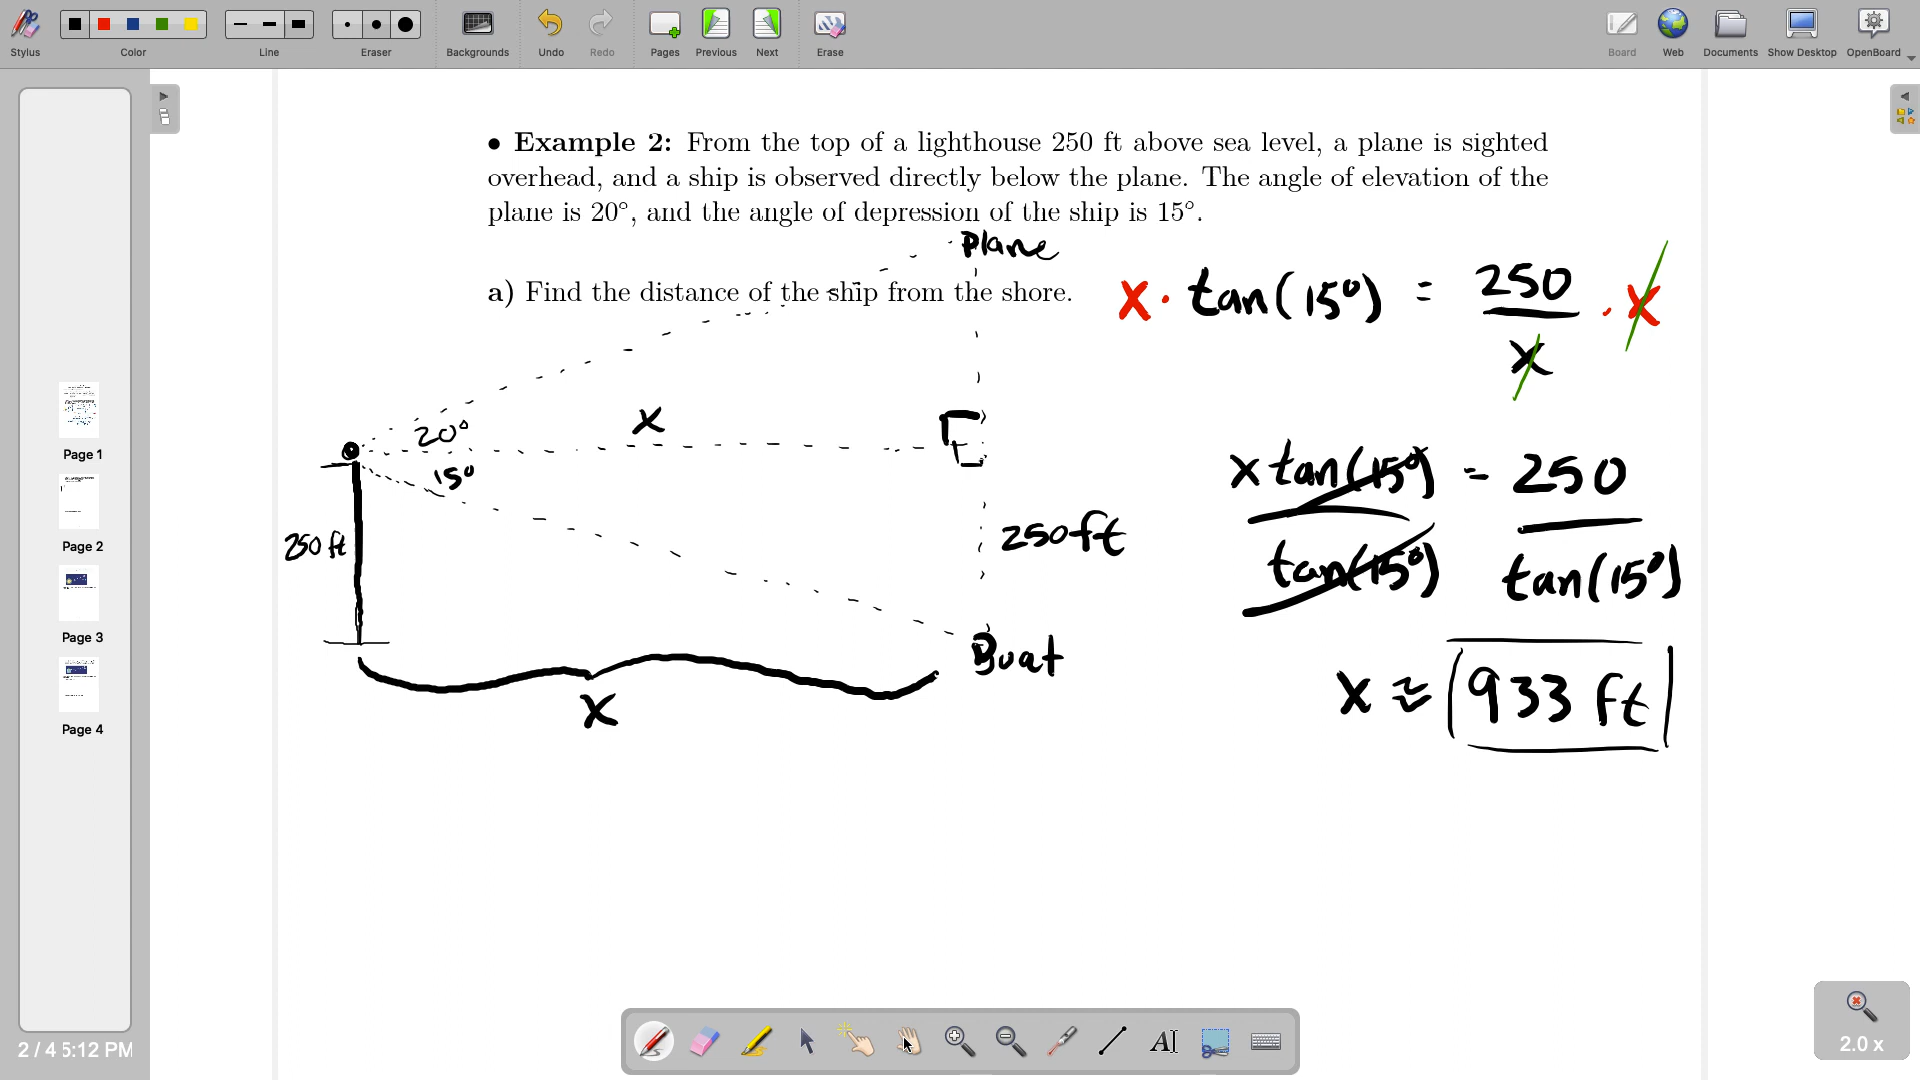 Stylus
Color
Line
Eraser
Backgrounds
Undo
Redo
Pages
Previous
Next
Erase
Board
Web
Documents
Show Desktop
OpenBoard
Page 1
Page 2
Page 3
Page 4
2 / 4 5:12 PM
• Example 2: From the top of a lighthouse 250 ft above sea level, a plane is sighted
overhead, and a ship is observed directly below the plane. The angle of elevation of the
plane is 20°, and the angle of depression of the ship is 15°.
Plane
a) Find the distance of the ship from the shore.
20°
x
15°
250 ft
250 ft
Boat
x
x · tan(15°) = 250/x · x
x tan(15°) = 250
tan(15°) tan(15°)
x ≈ 933 ft
AI
2.0 x